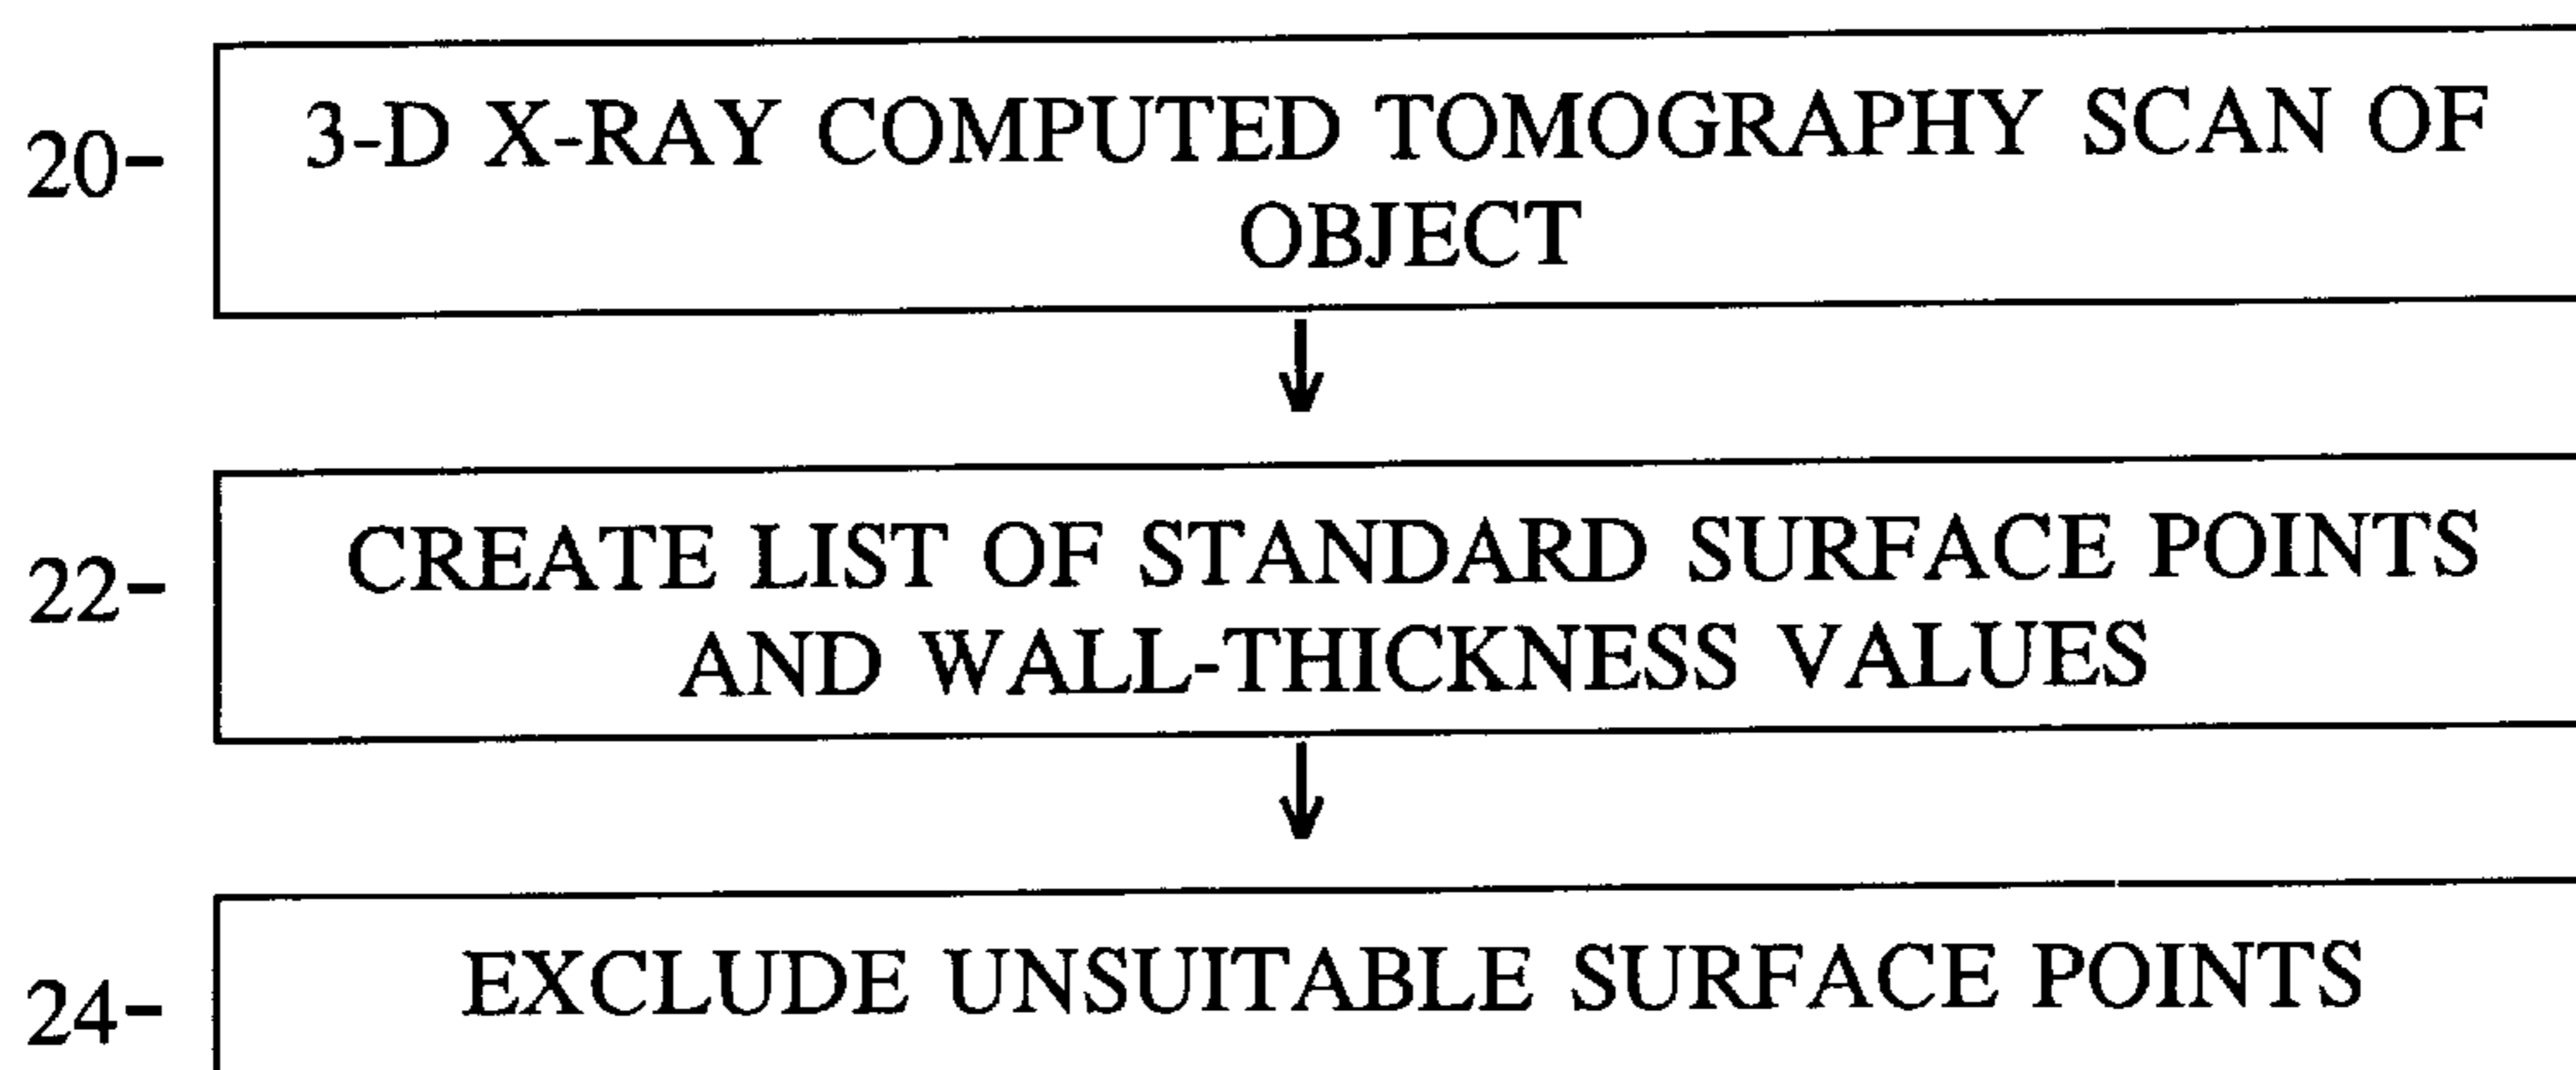 20-
3-D X-RAY COMPUTED TOMOGRAPHY SCAN OF
OBJECT
22-
CREATE LIST OF STANDARD SURFACE POINTS
AND WALL-THICKNESS VALUES
24-
EXCLUDE UNSUITABLE SURFACE POINTS